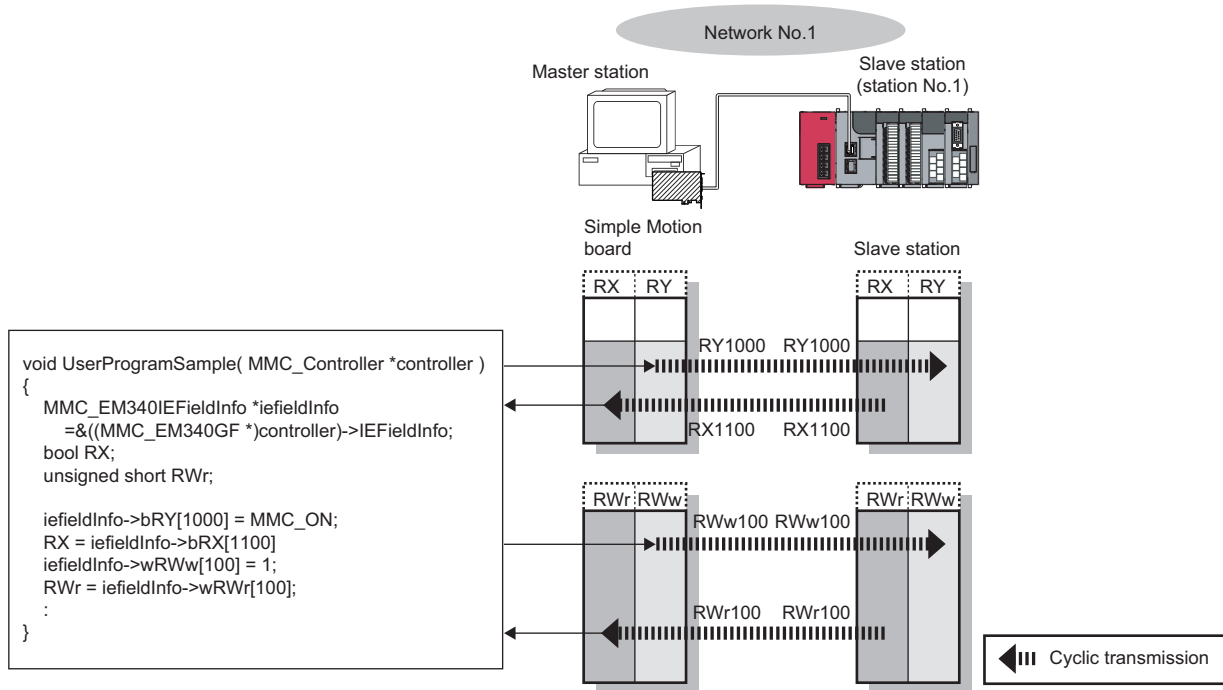 Network No.1
Master station
Slave station
(station No.1)
Simple Motion
board
Slave station
RX RY
RX RY
RY1000 RY1000
RX1100 RX1100
void UserProgramSample( MMC_Controller *controller )
{
MMC_EM340IEFieldInfo *iefieldInfo
=&((MMC_EM340GF *)controller)->IEFieldInfo;
bool RX;
unsigned short RWr;
iefieldInfo->bRY[1000] = MMC_ON;
RX = iefieldInfo->bRX[1100]
iefieldInfo->wRWw[100] = 1;
RWr = iefieldInfo->wRWr[100];
:
}
RWr RWw
RWr RWw
RWw100 RWw100
RWr100 RWr100
Cyclic transmission